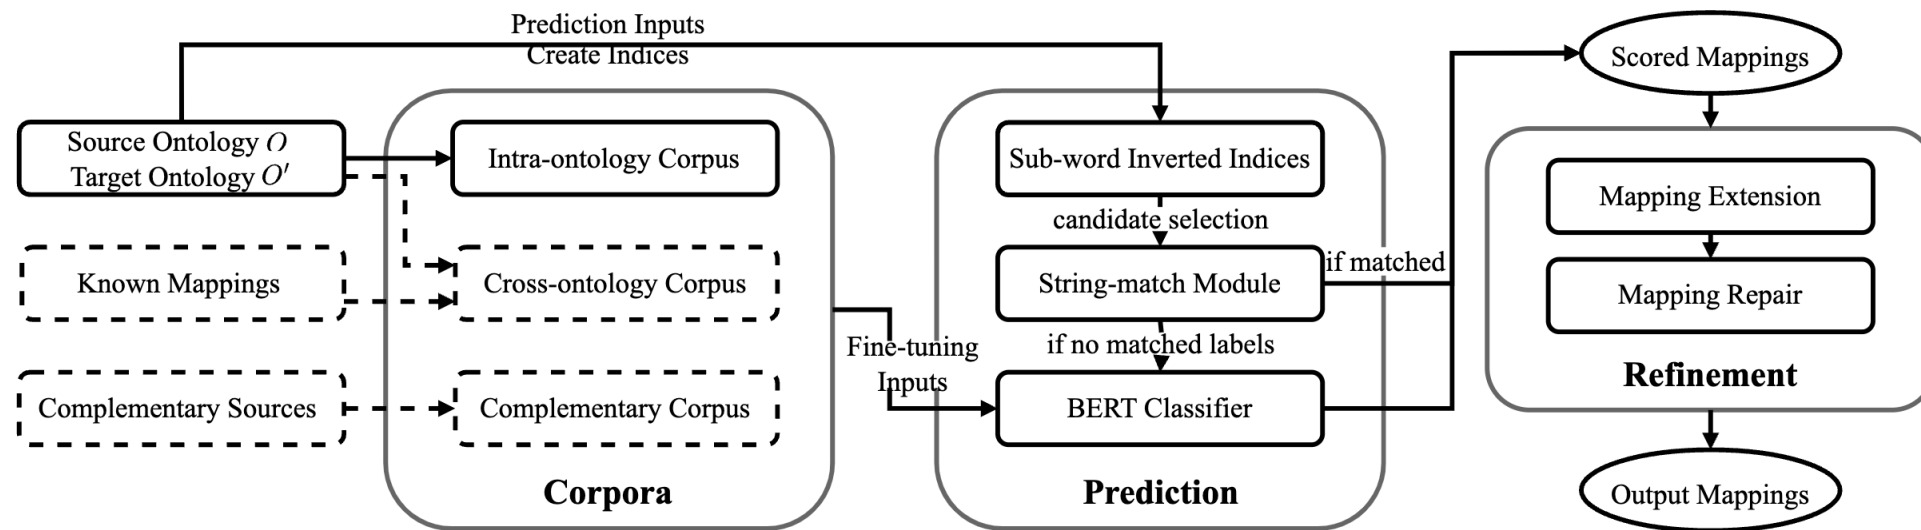 Prediction Inputs
Create Indices
Source Ontology O
Target Ontology O'
Known Mappings
Complementary Sources
Intra-ontology Corpus
Cross-ontology Corpus
Complementary Corpus
Corpora
Fine-tuning
Inputs
Sub-word Inverted Indices
candidate selection
String-match Module
if matched
if no matched labels
BERT Classifier
Prediction
Scored Mappings
Mapping Extension
Mapping Repair
Refinement
Output Mappings